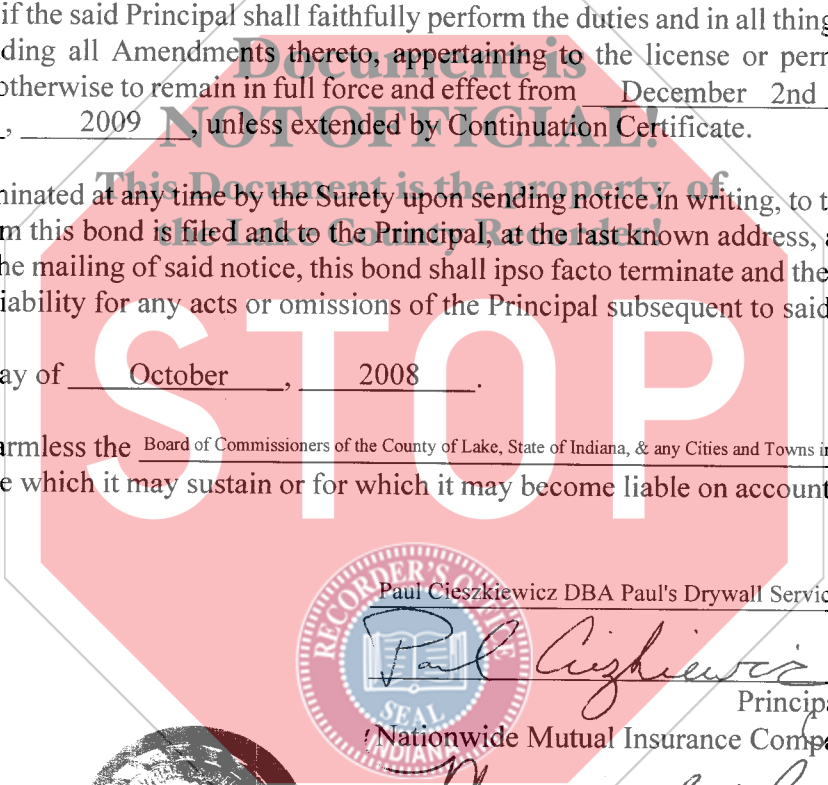 if the said Principal shall faithfully perform the duties and in all thing
ding all Amendments thereto, appertaining to the license or perr
Document is
otherwise to remain in full force and effect from December 2nd
, 2009 , unless extended by Continuation Certificate.
NOT OFFICIAL!
This Document is the property of
ninated at any time by the Surety upon sending notice in writing, to t
the Lake County Recorder!
m this bond is filed and to the Principal, at the last known address, a
he mailing of said notice, this bond shall ipso facto terminate and the
iability for any acts or omissions of the Principal subsequent to said
STOP
ay of October , 2008 .
armless the Board of Commissioners of the County of Lake, State of Indiana, & any Cities and Towns in
e which it may sustain or for which it may become liable on account
RECORDER'S OFFICE
SEAL
INDIANA
Paul Cieszkiewicz DBA Paul's Drywall Servic
Paul Cieszkiewicz
Principa
Nationwide Mutual Insurance Compa